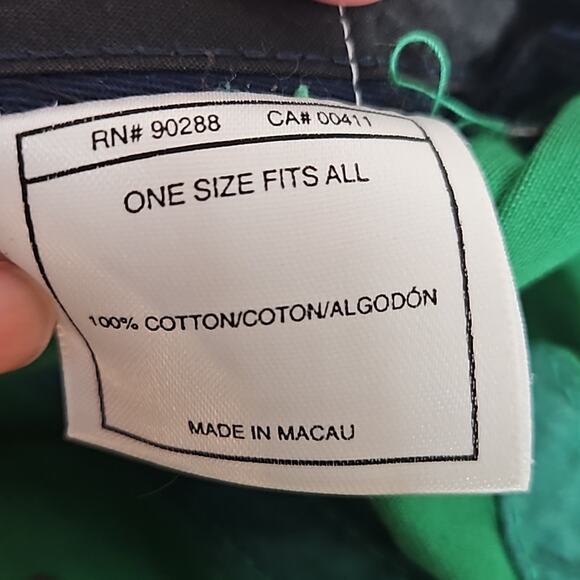 RN# 90288 CA# 00411
ONE SIZE FITS ALL
100% COTTON/COTON/ALGODÓN
MADE IN MACAU